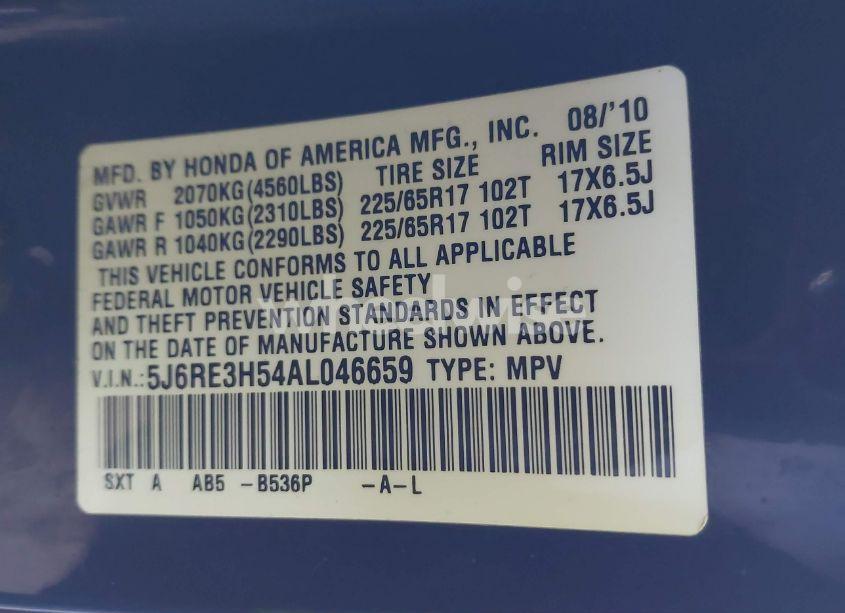 MFD. BY HONDA OF AMERICA MFG., INC. 08/'10
GVWR 2070KG(4560LBS) TIRE SIZE RIM SIZE
GAWR F 1050KG(2310LBS) 225/65R17 102T 17X6.5J
GAWR R 1040KG(2290LBS) 225/65R17 102T 17X6.5J
THIS VEHICLE CONFORMS TO ALL APPLICABLE
FEDERAL MOTOR VEHICLE SAFETY
AND THEFT PREVENTION STANDARDS IN EFFECT
ON THE DATE OF MANUFACTURE SHOWN ABOVE.
V.I.N.:5J6RE3H54AL046659 TYPE: MPV
SXT A AB5 -B536P -A-L